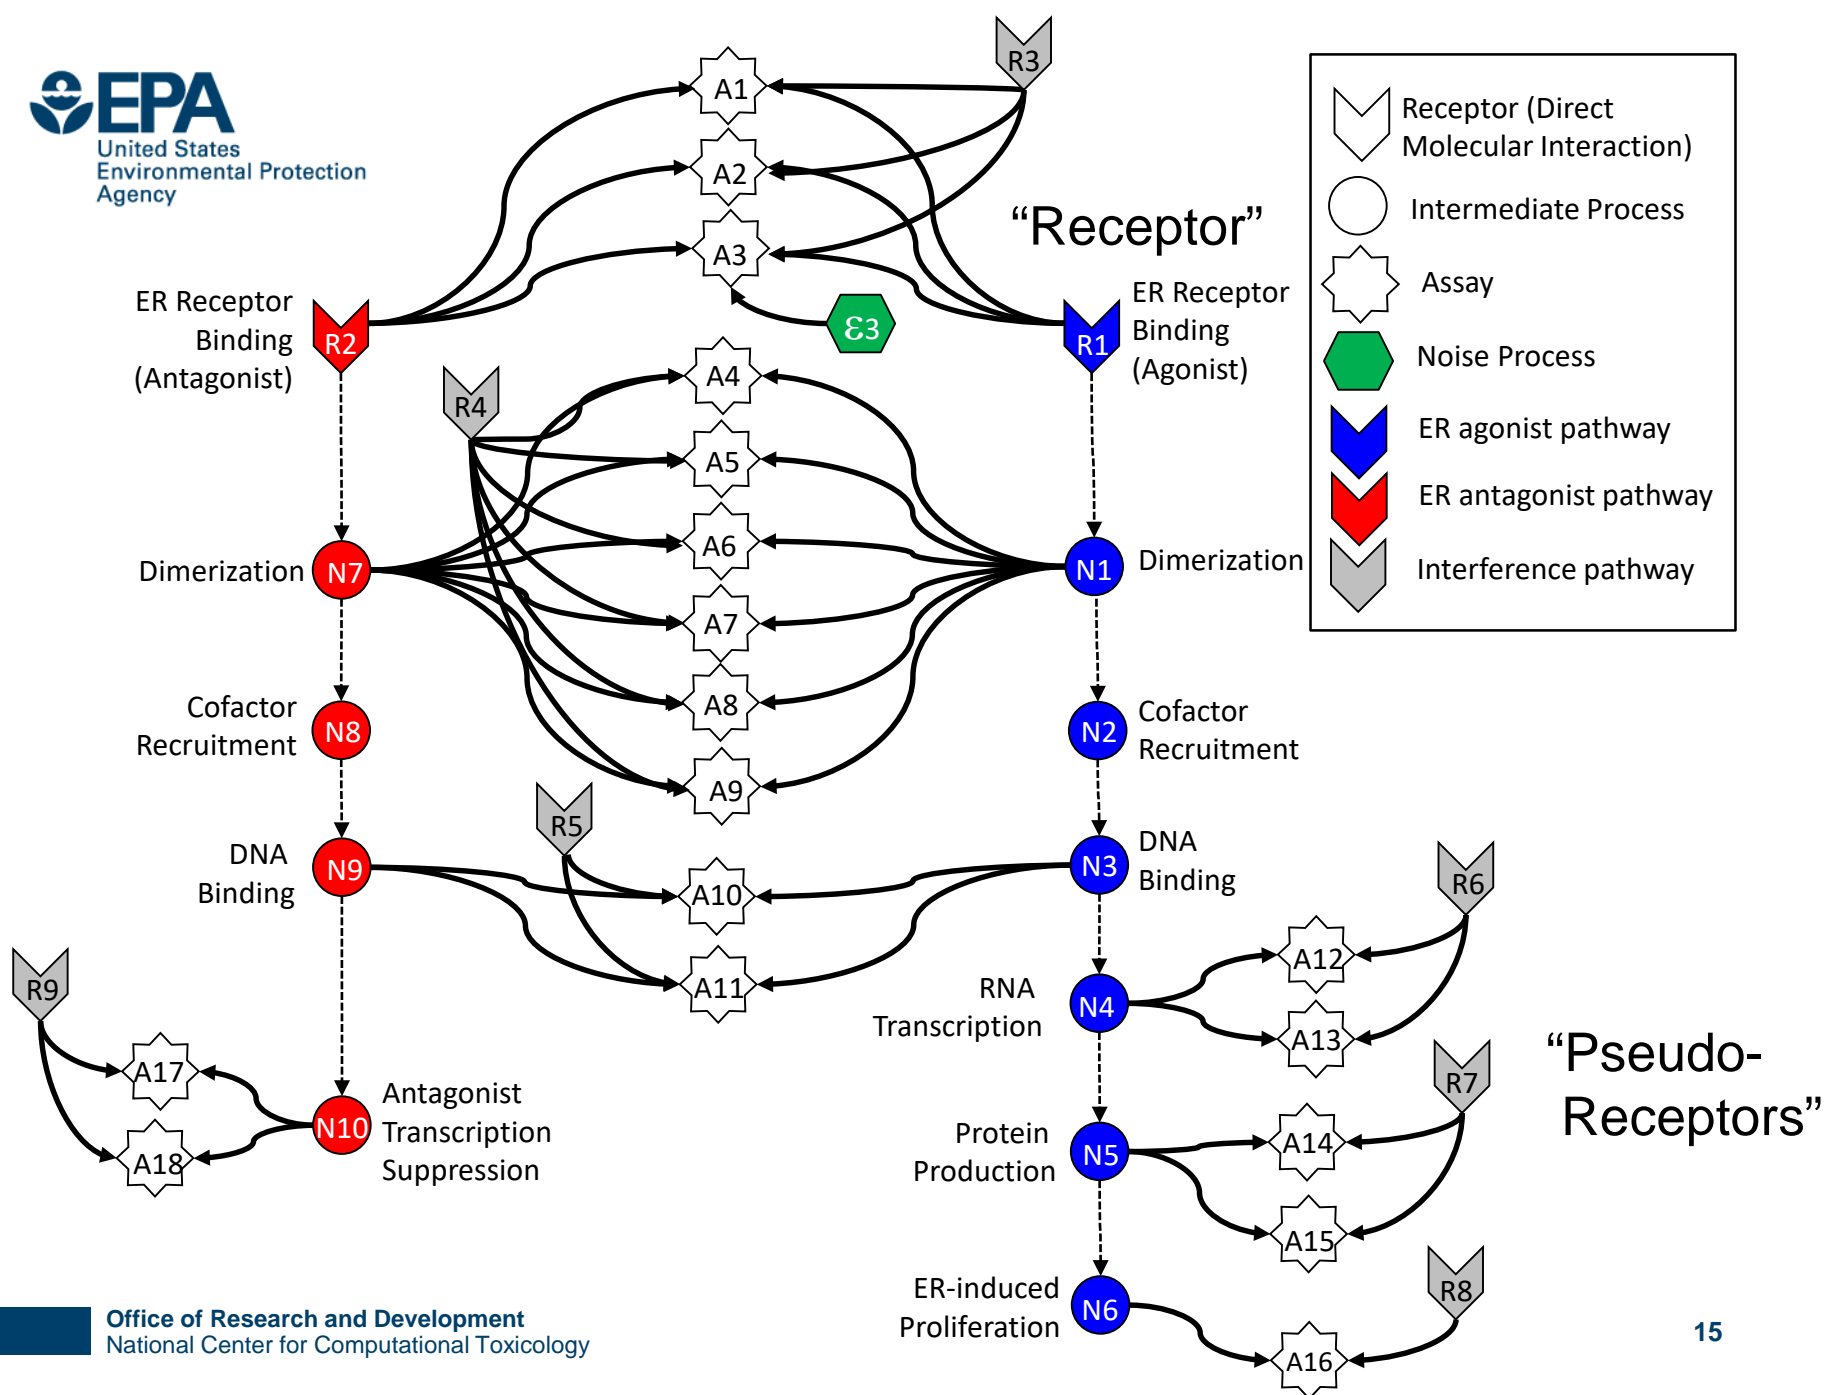 EPA
United States
Environmental Protection
Agency
R3
A1
A2
A3
"Receptor"
ER Receptor
Binding
(Antagonist)
R2
ε3
R1
ER Receptor
Binding
(Agonist)
Receptor (Direct
Molecular Interaction)
Intermediate Process
Assay
Noise Process
ER agonist pathway
ER antagonist pathway
Interference pathway
R4
A4
A5
A6
A7
A8
A9
Dimerization
N7
N1
Dimerization
Cofactor
Recruitment
N8
N2
Cofactor
Recruitment
R5
DNA
Binding
N9
A10
A11
N3
DNA
Binding
R6
A12
A13
RNA
Transcription
N4
R9
A17
A18
N10
Antagonist
Transcription
Suppression
R7
"Pseudo-
Receptors"
Protein
Production
N5
A14
A15
ER-induced
Proliferation
N6
R8
A16
Office of Research and Development
National Center for Computational Toxicology
15